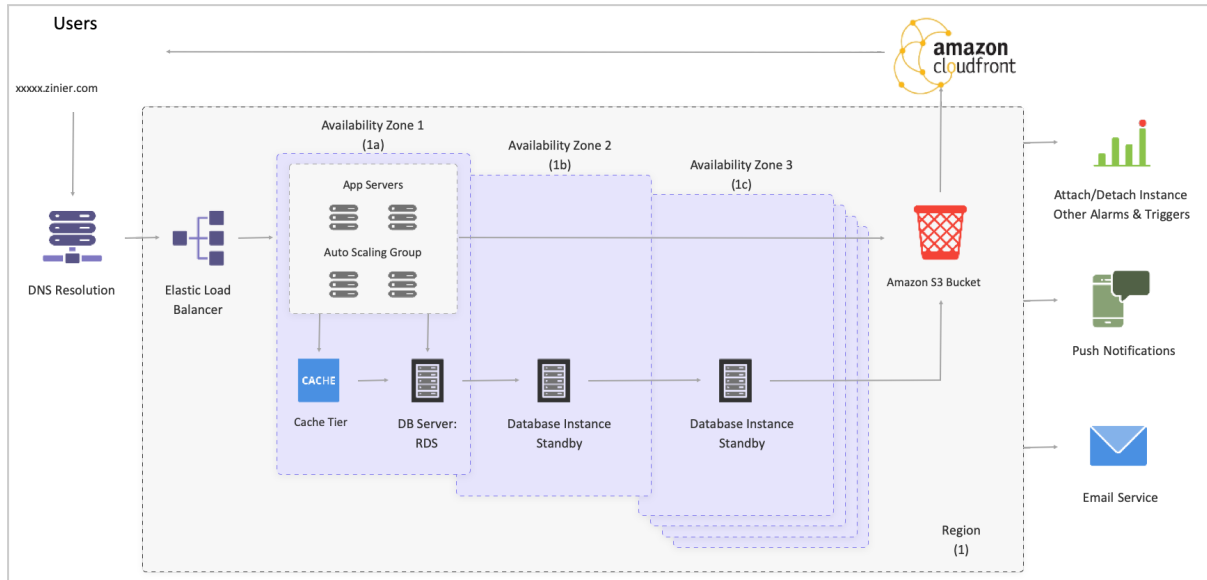 Users
amazon
cloudfront
xxxxx.zinier.com
Availability Zone 1
(1a)
Availability Zone 2
(1b)
Availability Zone 3
(1c)
App Servers
Auto Scaling Group
DNS Resolution
Elastic Load
Balancer
Amazon S3 Bucket
Attach/Detach Instance
Other Alarms & Triggers
Push Notifications
CACHE
Cache Tier
DB Server:
RDS
Database Instance
Standby
Database Instance
Standby
Email Service
Region
(1)